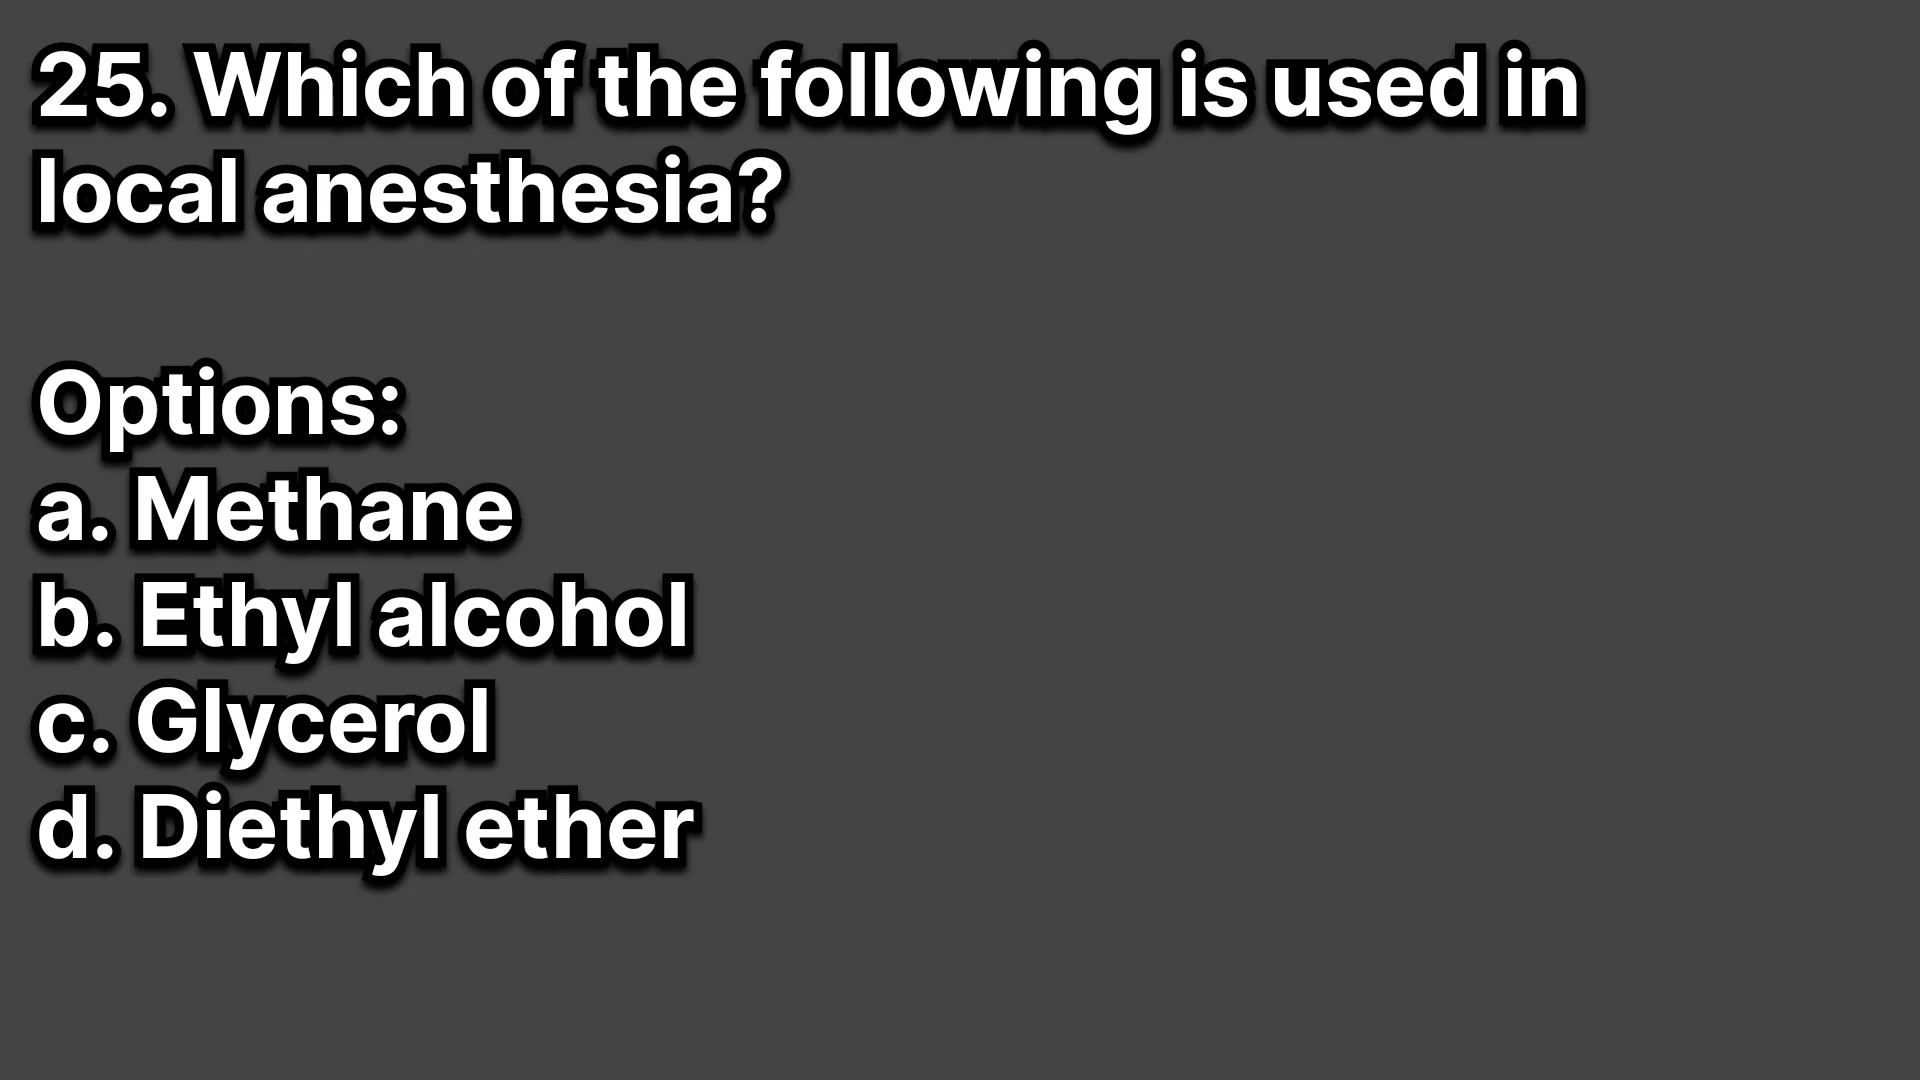 25. Which of the following is used in
local anesthesia?
Options:
a. Methane
b. Ethyl alcohol
c. Glycerol
d. Diethyl ether